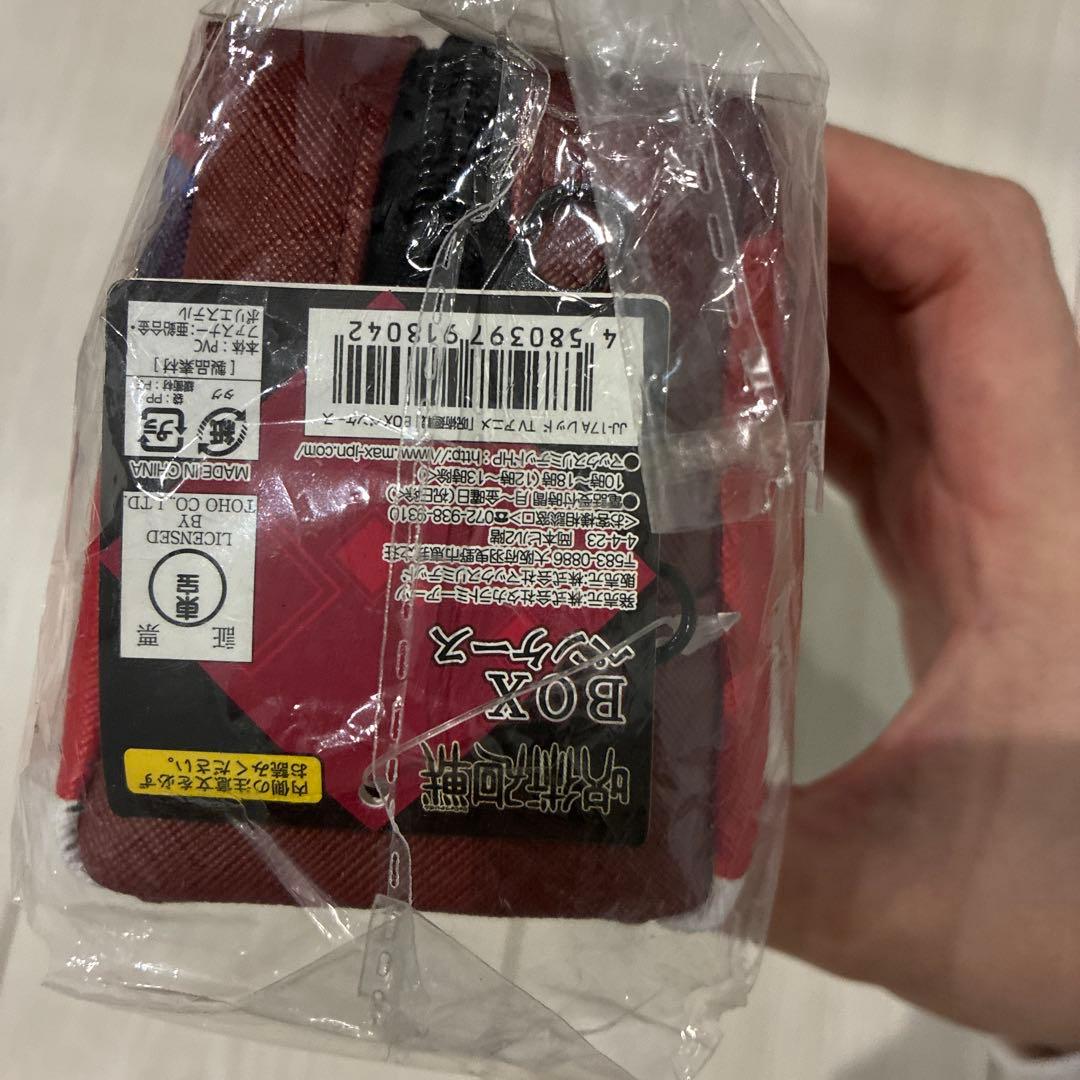 呪術廻戦
BOX
ペンケース
発売元:株式会社タカラトミーアーツ
販売元:株式会社マックスリミテッド
〒583-0886 大阪府羽曳野市恵我之荘
4-4-23 岡本ビル2階
<お客様相談窓口>☎072-938-9310
●電話受付時間 月～金曜日(祝日除く)
10時～18時(12時～13時除く)
●マックスリミテッドHP:http://www.max-jpn.com/
JJ-17A レッド TVアニメ「呪術廻戦」BOX ペンケース
4 580397 918042
内側の注意文を必ず
お読みください。
証票
東宝
LICENSED
BY
TOHO CO., LTD
MADE IN CHINA
紙
プラ
タグ
袋:PP
[製品素材]
本体:PVC
ファスナー:亜鉛合金・
ポリエステル